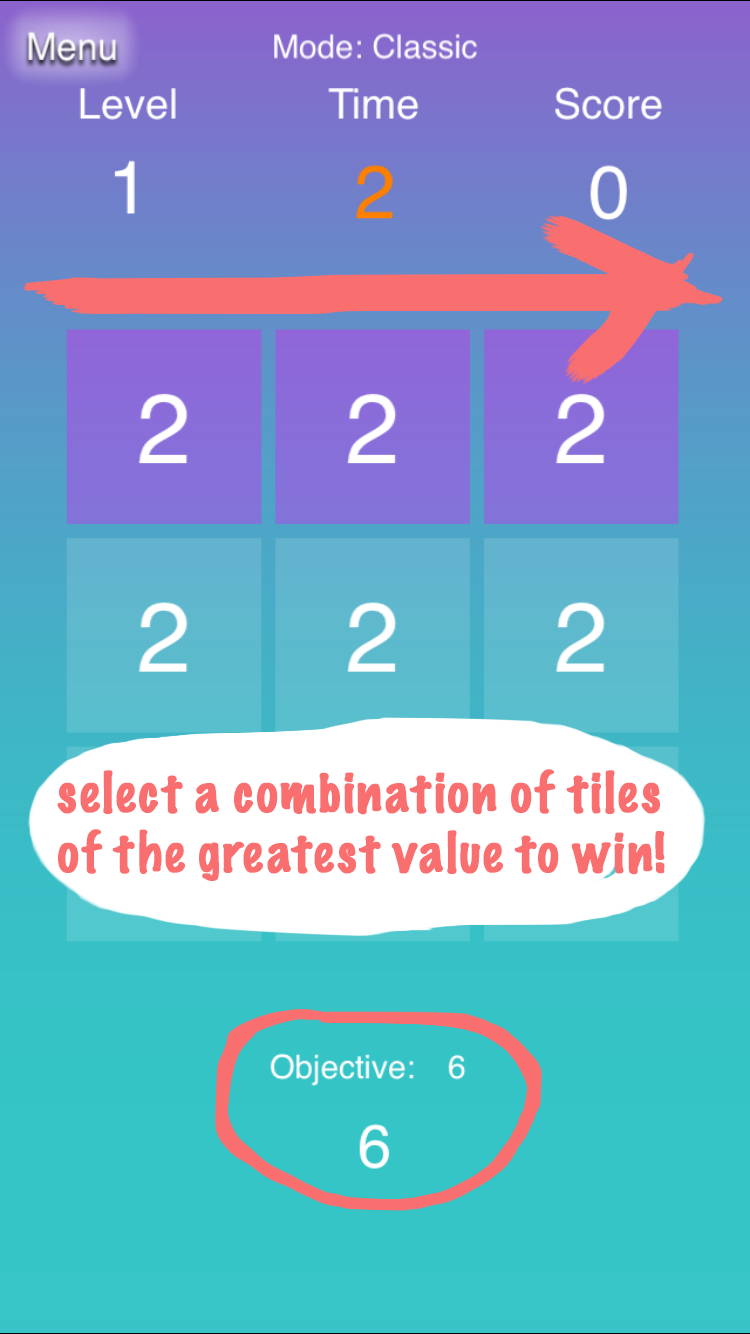 Menu
Mode: Classic
Level Time Score
1 2 0
2 2 2
2 2 2
select a combination of tiles
of the greatest value to win!
Objective: 6
6